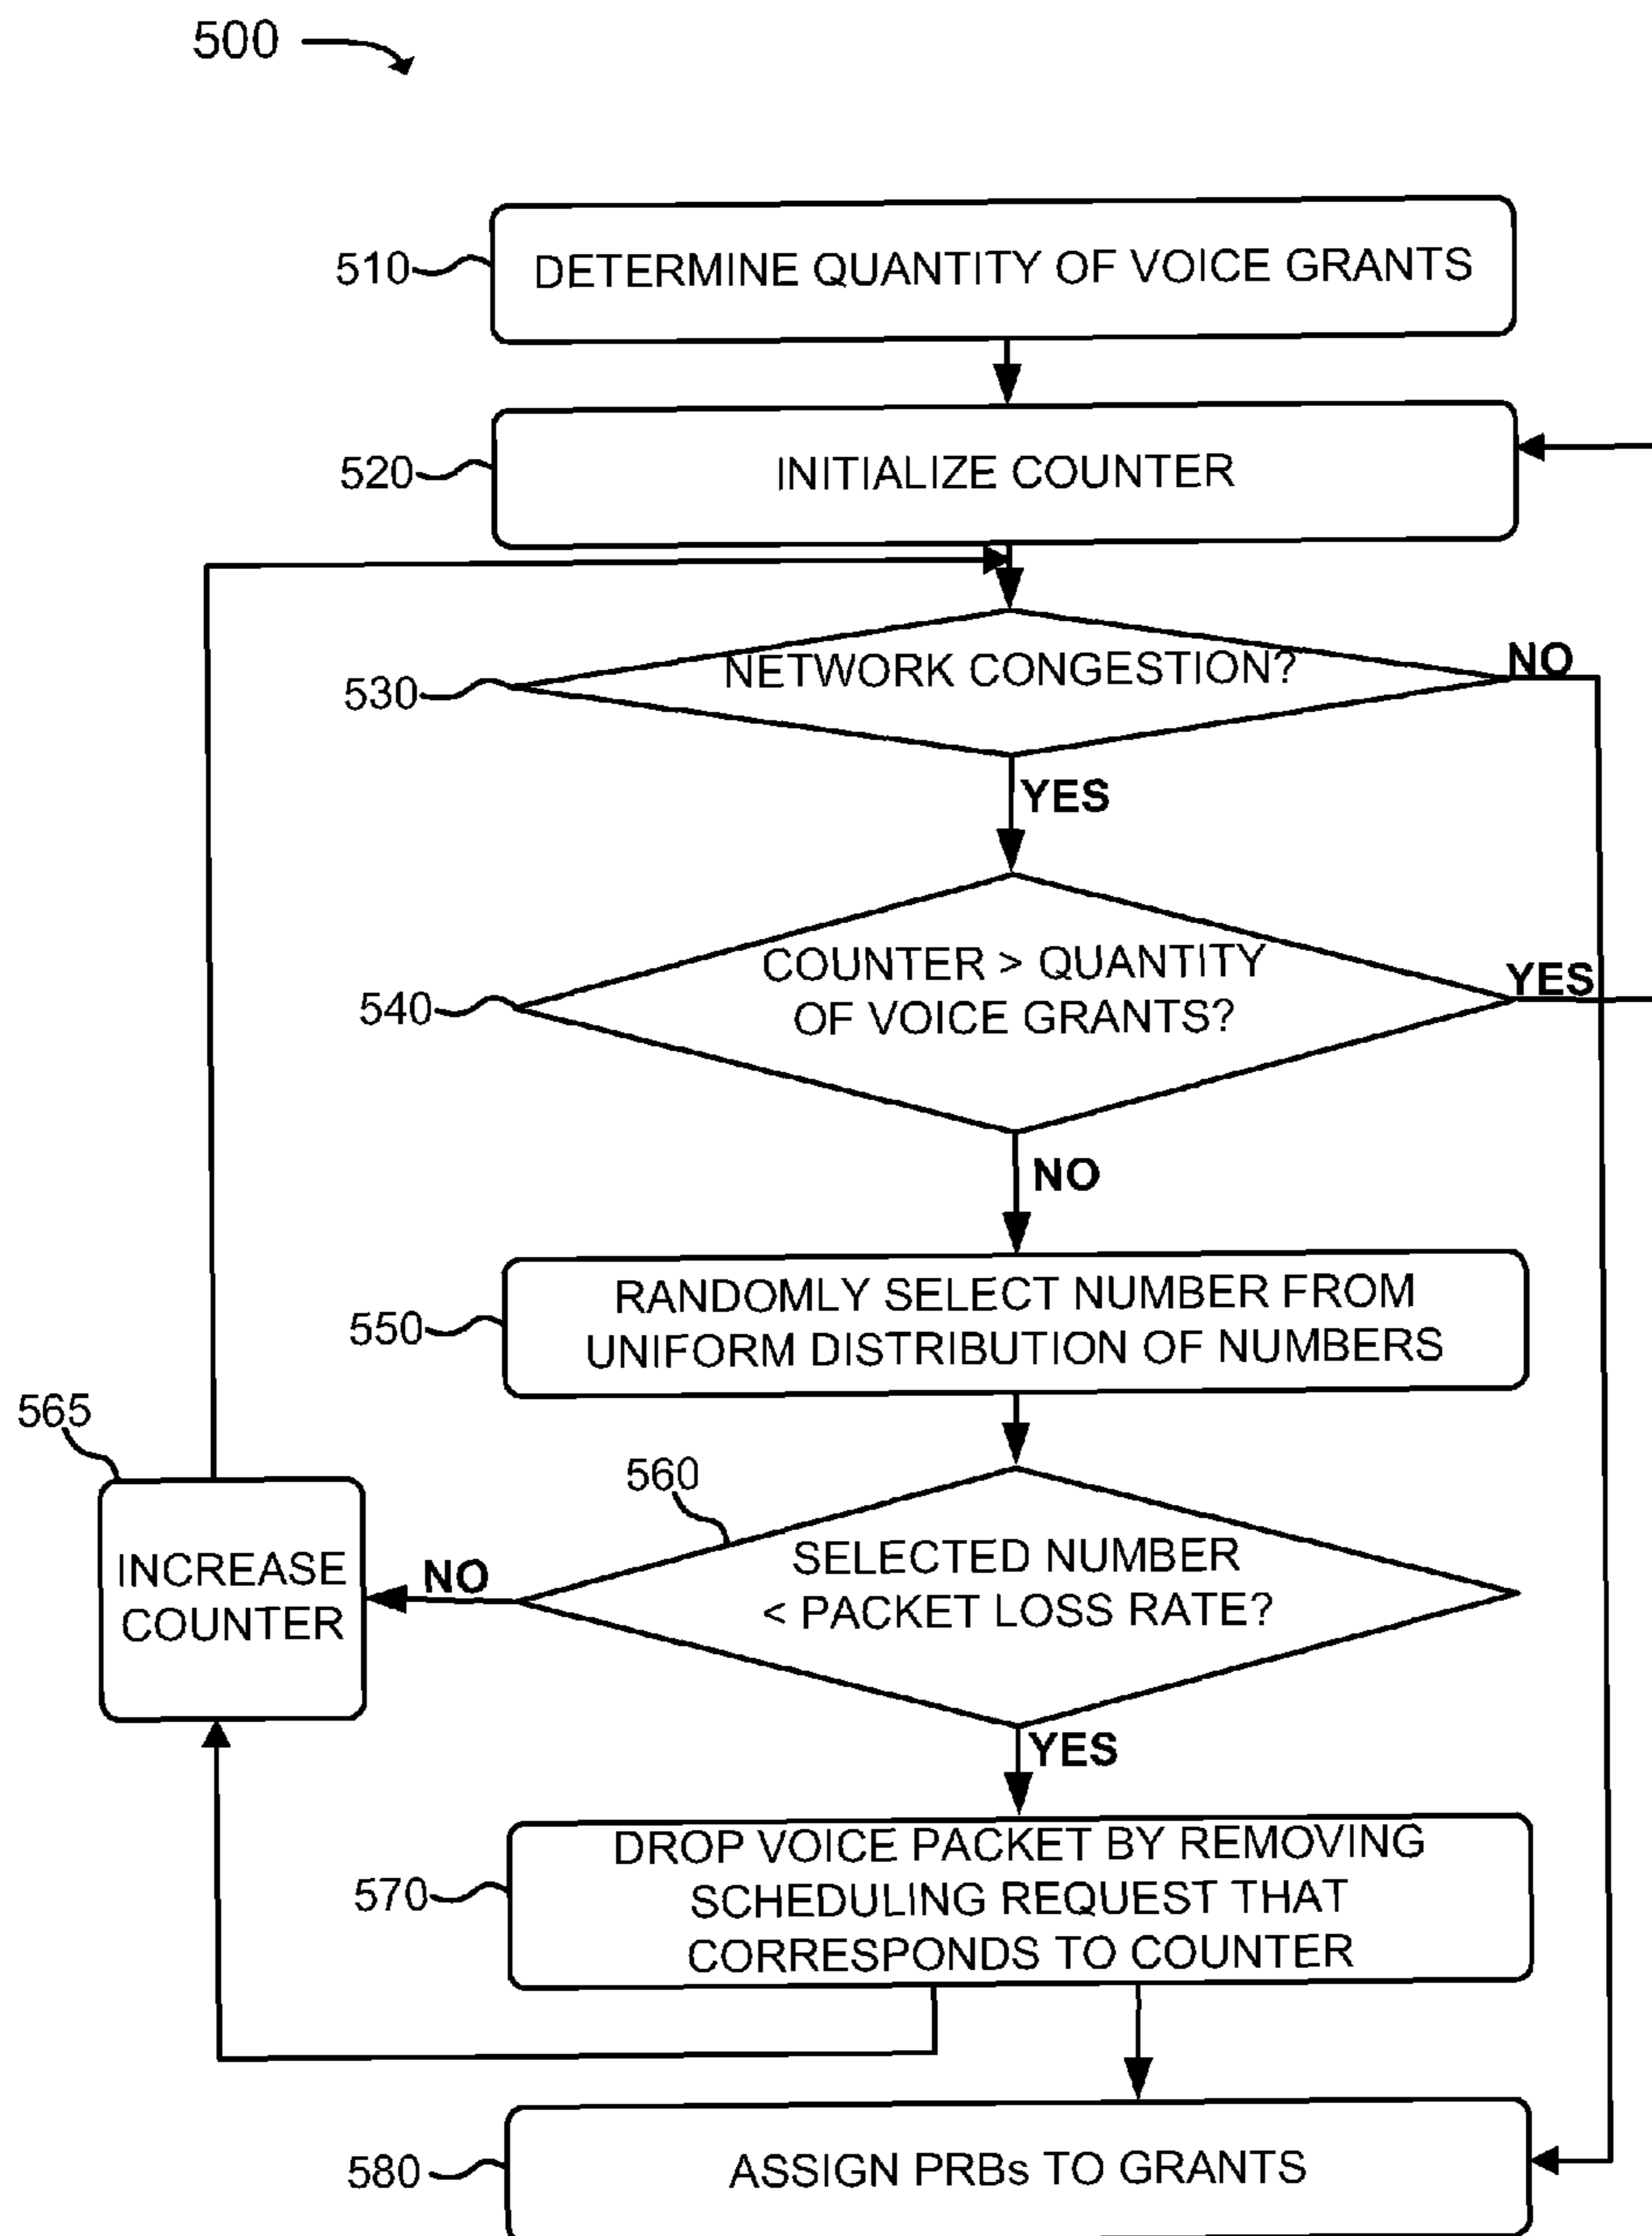 500
510
DETERMINE QUANTITY OF VOICE GRANTS
520
INITIALIZE COUNTER
530
NETWORK CONGESTION?
NO
YES
540
COUNTER > QUANTITY
OF VOICE GRANTS?
YES
NO
550
RANDOMLY SELECT NUMBER FROM
UNIFORM DISTRIBUTION OF NUMBERS
565
INCREASE
COUNTER
NO
560
SELECTED NUMBER
< PACKET LOSS RATE?
YES
570
DROP VOICE PACKET BY REMOVING
SCHEDULING REQUEST THAT
CORRESPONDS TO COUNTER
580
ASSIGN PRBs TO GRANTS